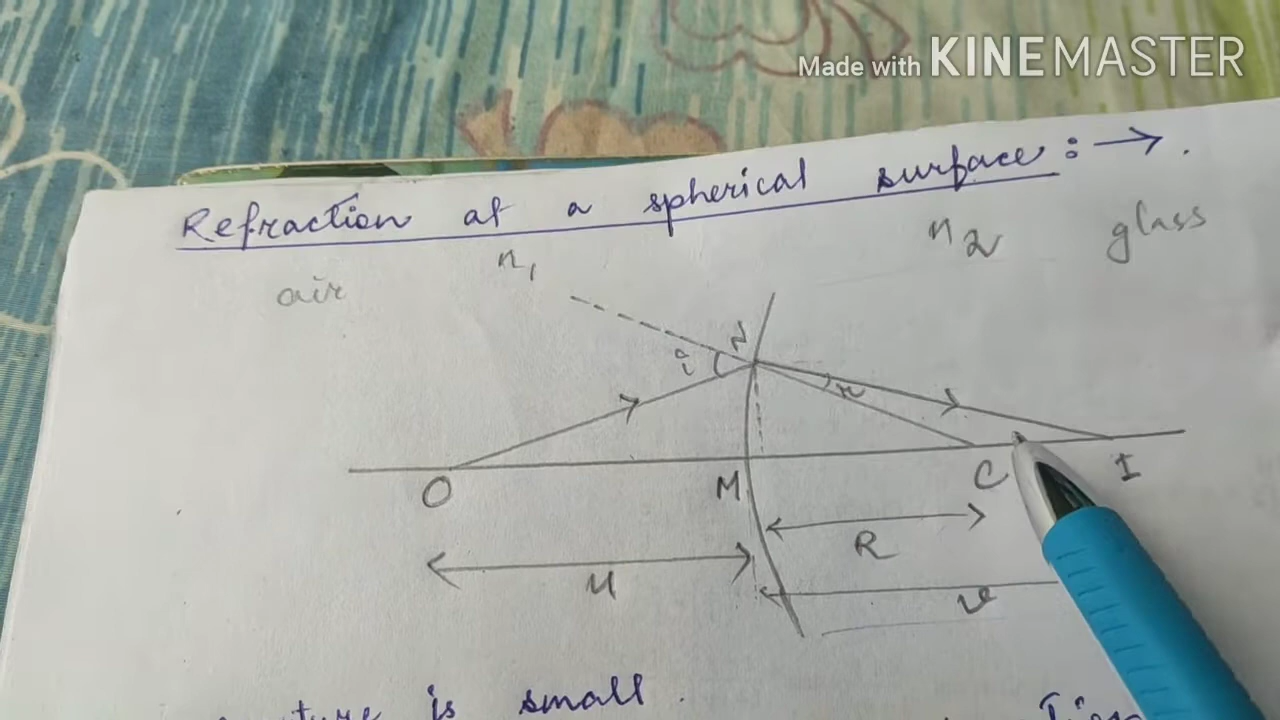 Made with KINEMASTER
Refraction at a spherical surface :→.
air n₁ n₂ glass
N
i r
O M C I
R
u
v
is small.